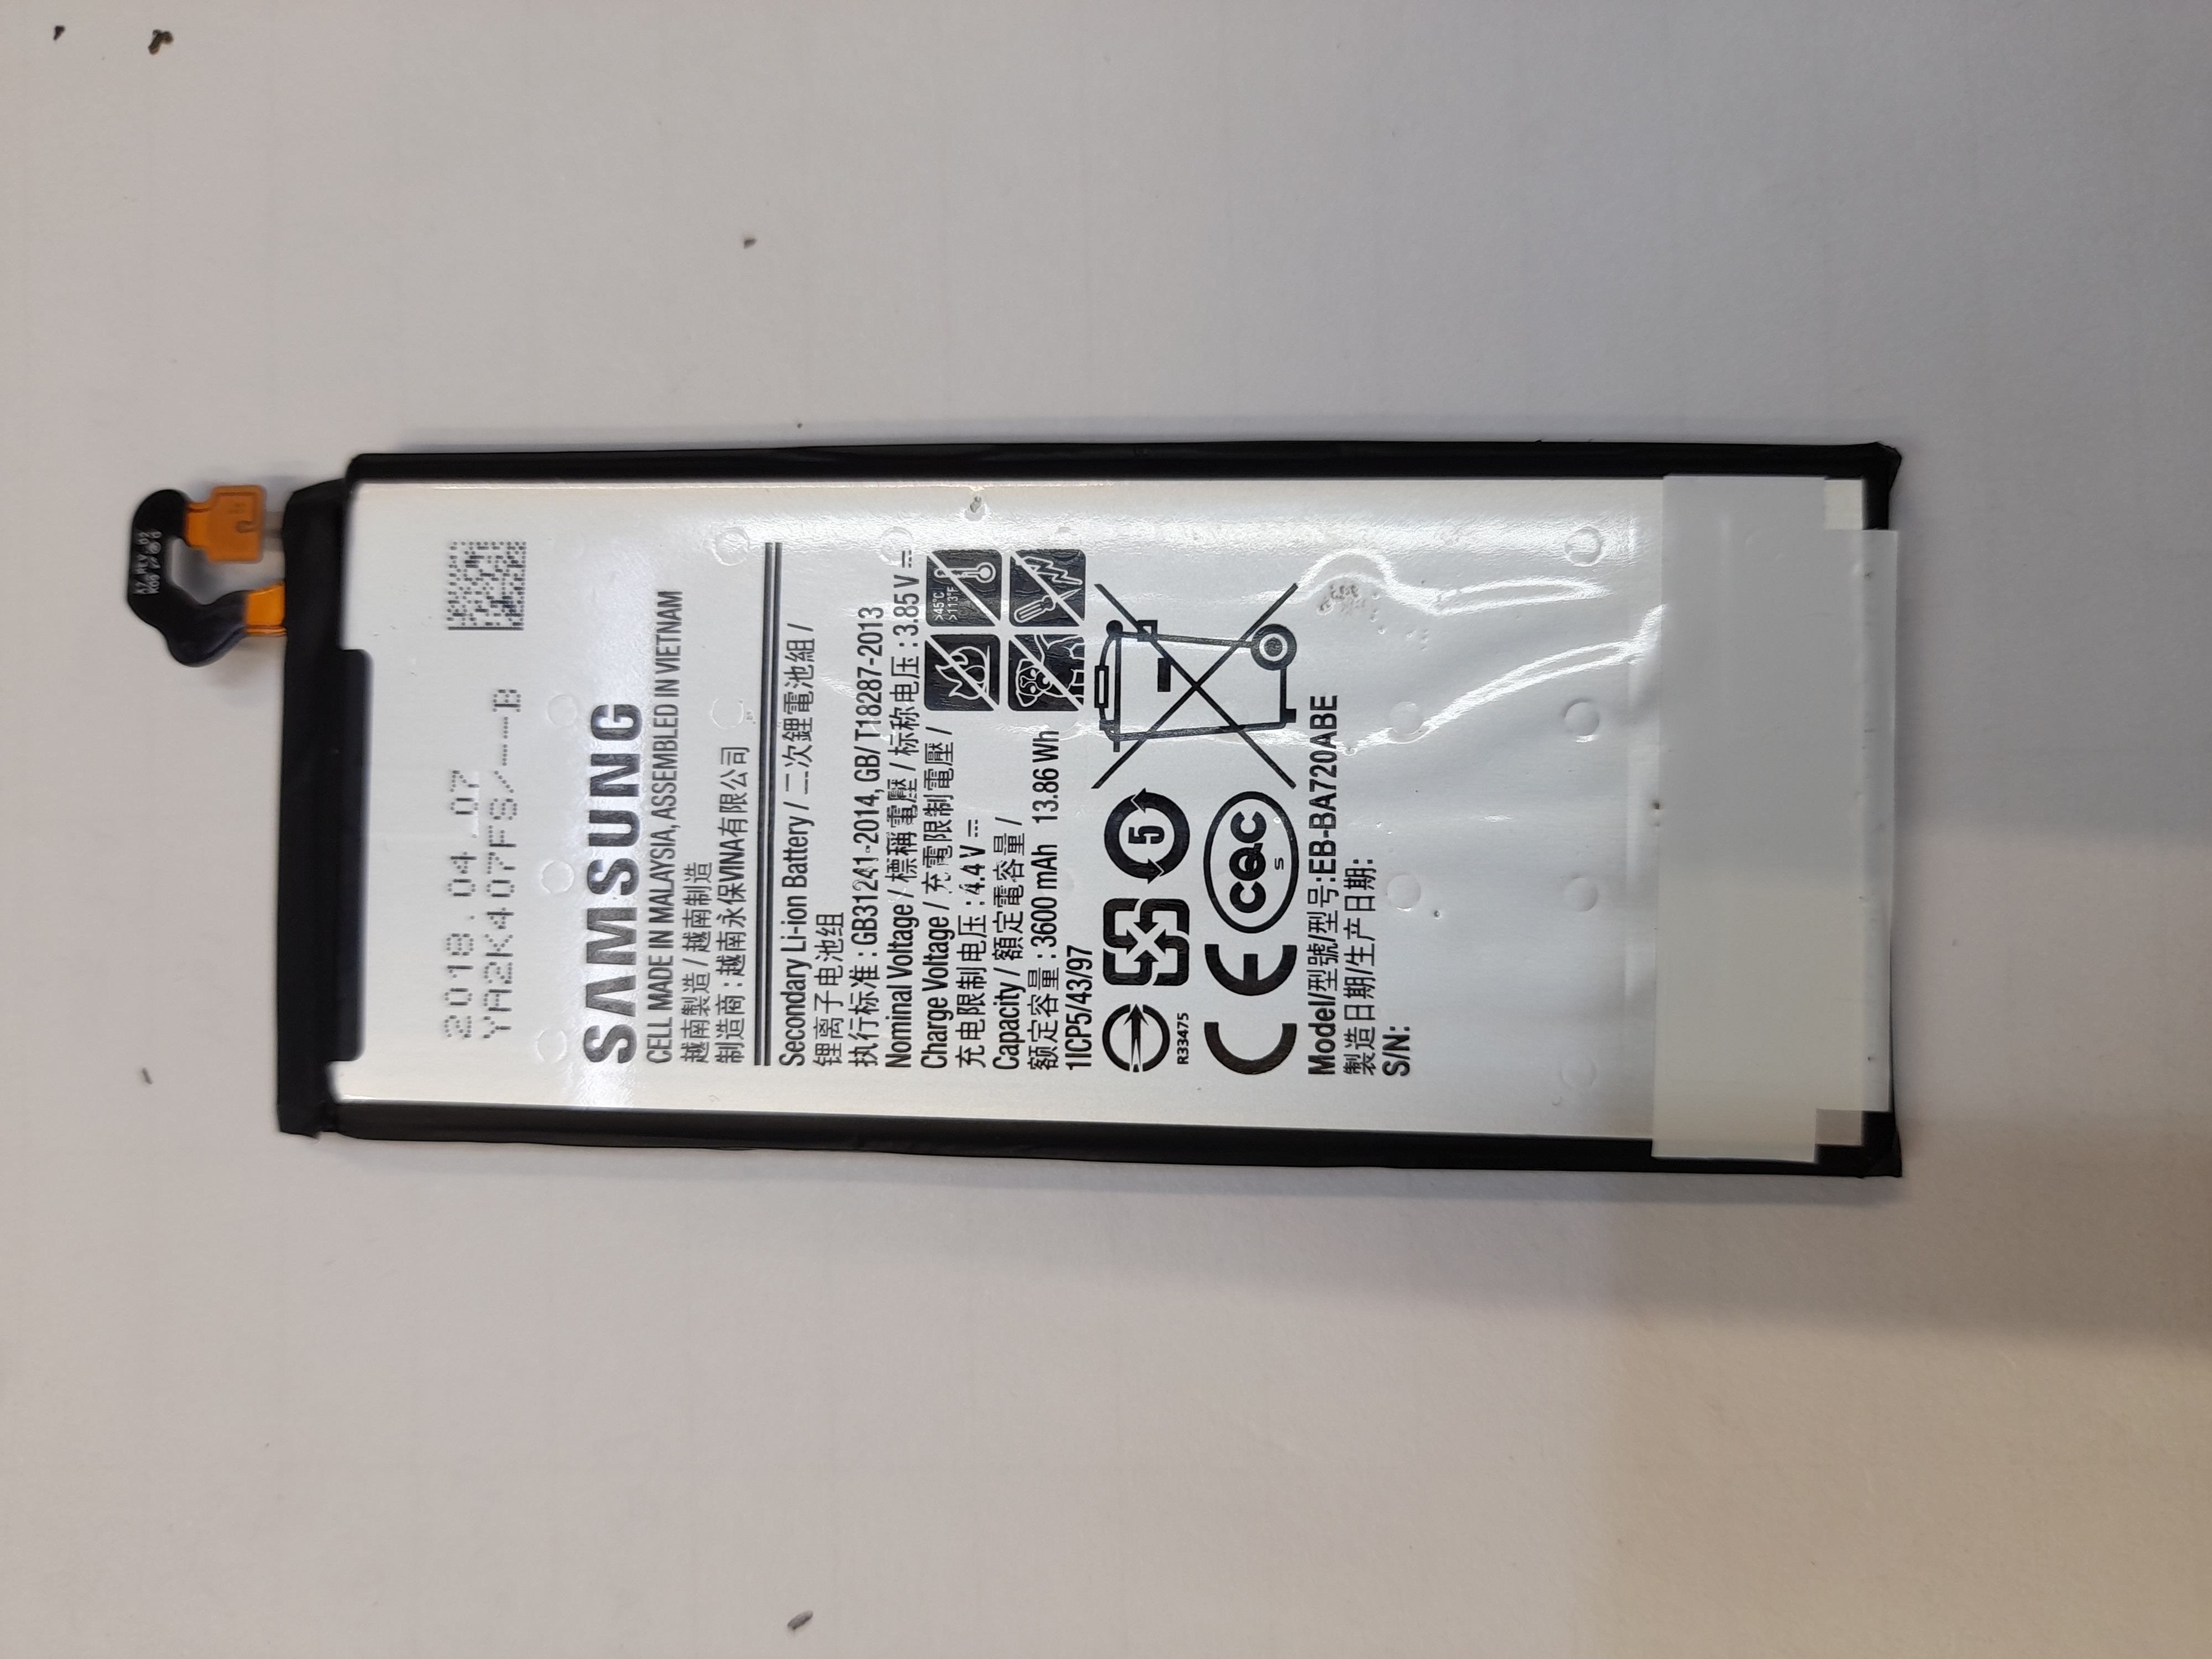 2018.04.07
YA2K407FS/---B
SAMSUNG
CELL MADE IN MALAYSIA, ASSEMBLED IN VIETNAM
越南製造 / 越南制造
制造商 : 越南永保VINA有限公司
Secondary Li-ion Battery / 二次鋰電池組 /
锂离子电池组
执行标准 : GB31241-2014, GB/T18287-2013
Nominal Voltage / 標稱電壓 / 标称电压 : 3.85 V ⎓
Charge Voltage / 充電限制電壓 /
充电限制电压 : 4.4 V ⎓
Capacity / 額定電容量 /
额定容量 : 3600 mAh 13.86 Wh
1ICP5/43/97
>45°C
>113°F
R33475
5
CE
CQC
S
Model/型號/型号:EB-BA720ABE
製造日期/生产日期:
S/N: